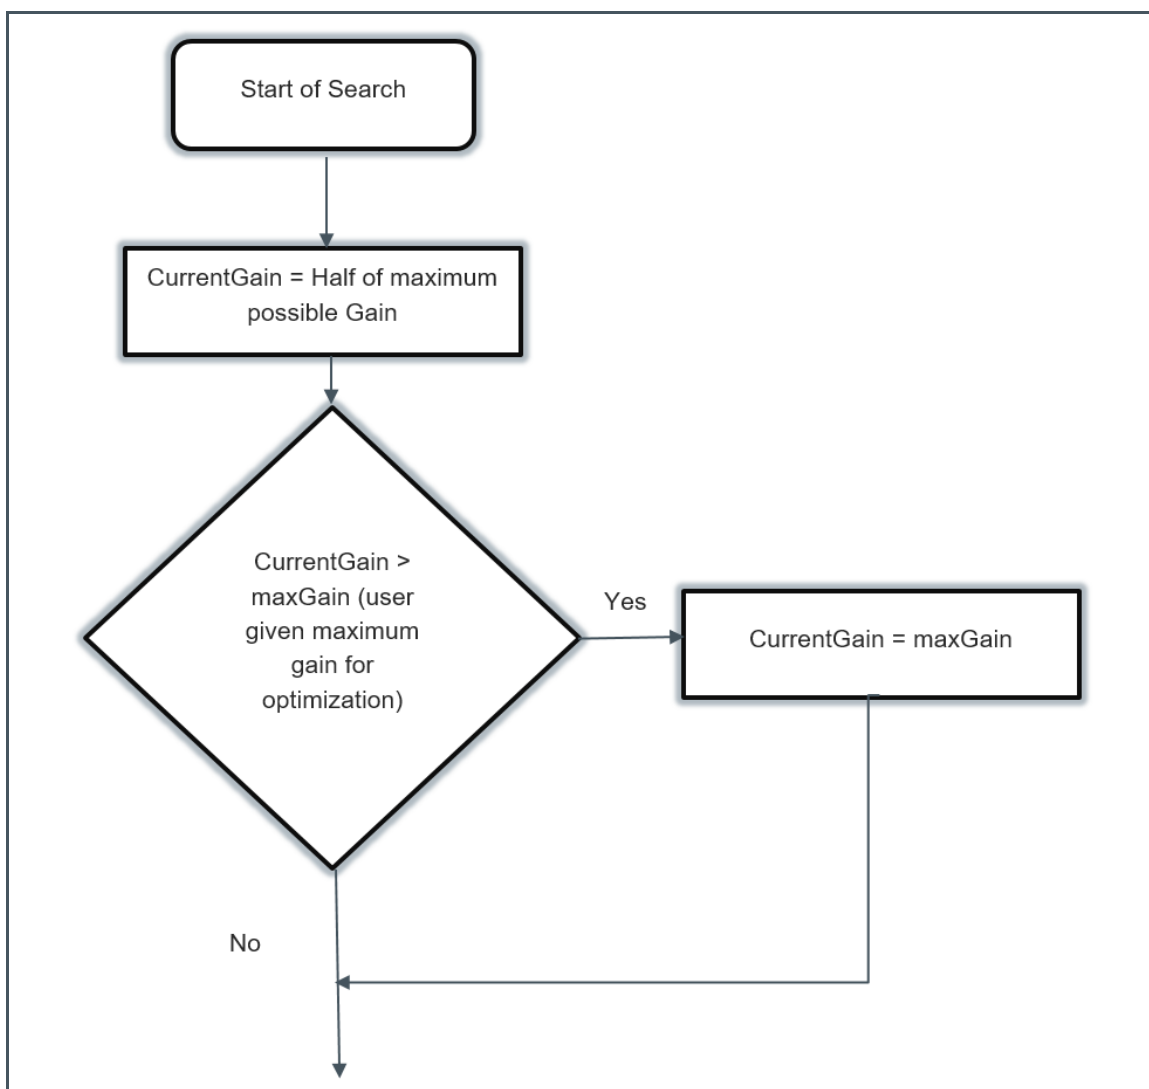 Start of Search
CurrentGain = Half of maximum
possible Gain
CurrentGain >
maxGain (user
given maximum
gain for
optimization)
Yes
CurrentGain = maxGain
No